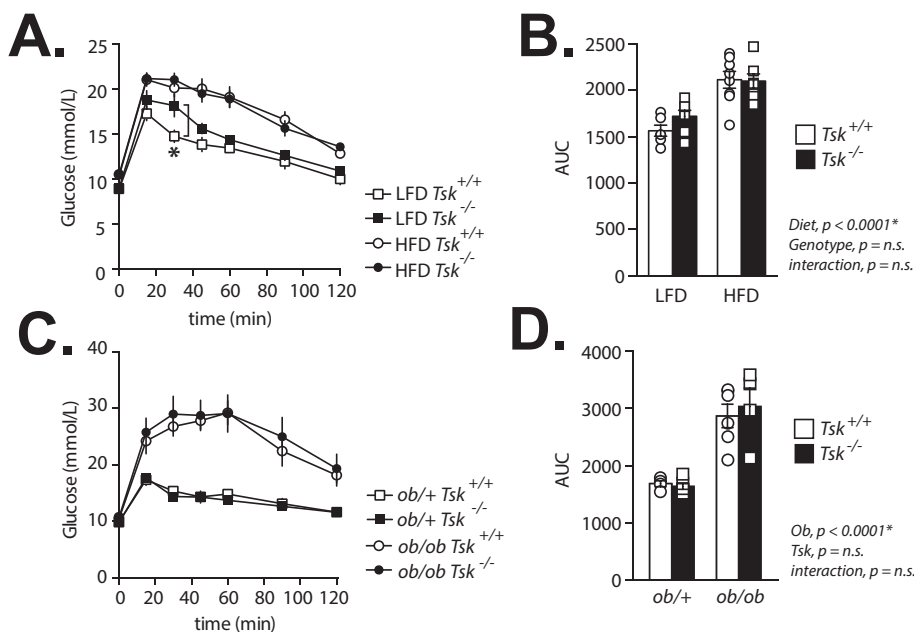 A.
25
20
15
10
5
0
Glucose (mmol/L)
*
0 20 40 60 80 100 120
time (min)
LFD Tsk+/+
LFD Tsk-/-
HFD Tsk+/+
HFD Tsk-/-
B.
2500
2000
1500
1000
500
0
AUC
LFD HFD
Tsk+/+
Tsk-/-
Diet, p < 0.0001*
Genotype, p = n.s.
interaction, p = n.s.
C.
40
30
20
10
0
Glucose (mmol/L)
0 20 40 60 80 100 120
time (min)
ob/+ Tsk+/+
ob/+ Tsk-/-
ob/ob Tsk+/+
ob/ob Tsk-/-
D.
4000
3000
2000
1000
0
AUC
ob/+ ob/ob
Tsk+/+
Tsk-/-
Ob, p < 0.0001*
Tsk, p = n.s.
interaction, p = n.s.